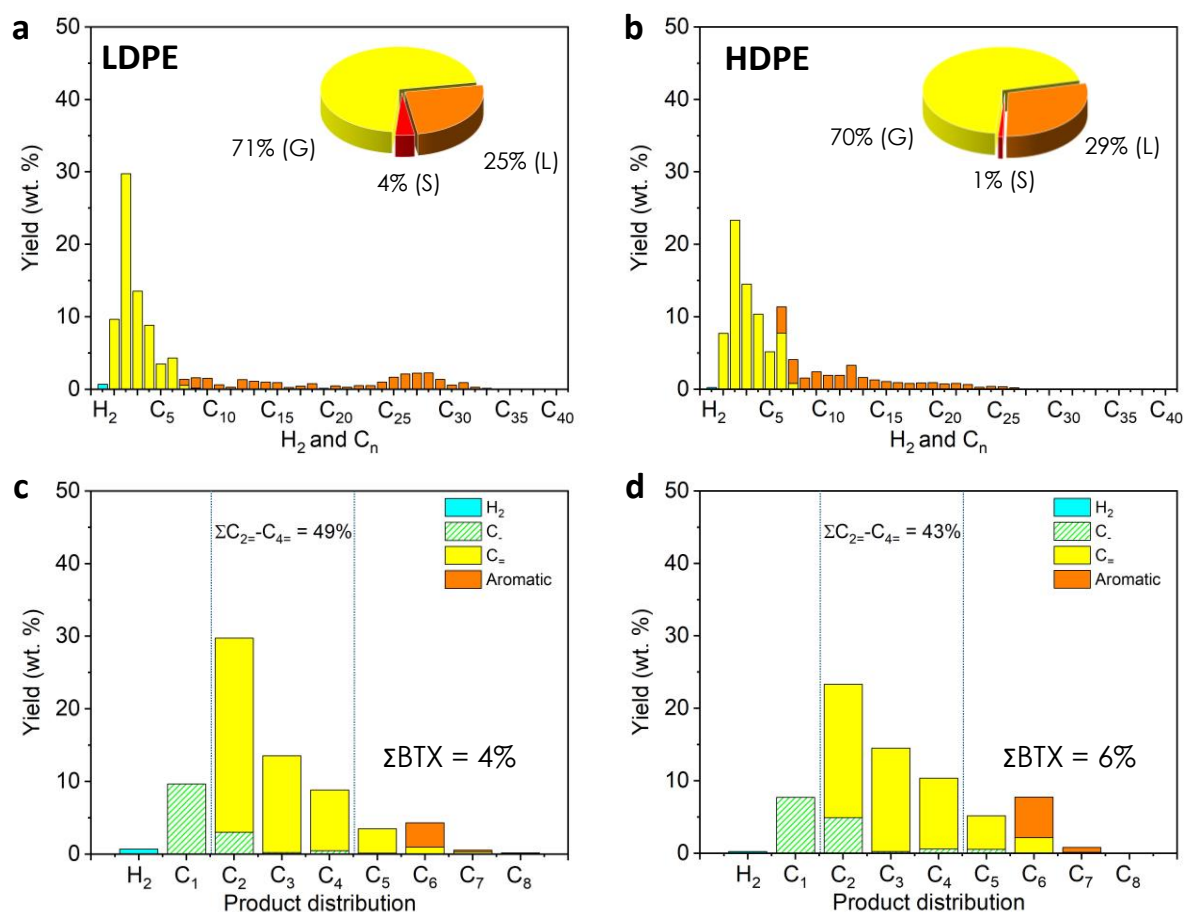 a
LDPE
50
40
30
20
10
0
Yield (wt. %)
71% (G)
4% (S)
25% (L)
H₂ C₅ C₁₀ C₁₅ C₂₀ C₂₅ C₃₀ C₃₅ C₄₀
H₂ and Cₙ
b
HDPE
50
40
30
20
10
0
Yield (wt. %)
70% (G)
1% (S)
29% (L)
H₂ C₅ C₁₀ C₁₅ C₂₀ C₂₅ C₃₀ C₃₅ C₄₀
H₂ and Cₙ
c
50
40
30
20
10
0
Yield (wt. %)
ΣC₂₌-C₄₌ = 49%
H₂
C₋
C₌
Aromatic
ΣBTX = 4%
H₂ C₁ C₂ C₃ C₄ C₅ C₆ C₇ C₈
Product distribution
d
50
40
30
20
10
0
Yield (wt. %)
ΣC₂₌-C₄₌ = 43%
H₂
C₋
C₌
Aromatic
ΣBTX = 6%
H₂ C₁ C₂ C₃ C₄ C₅ C₆ C₇ C₈
Product distribution